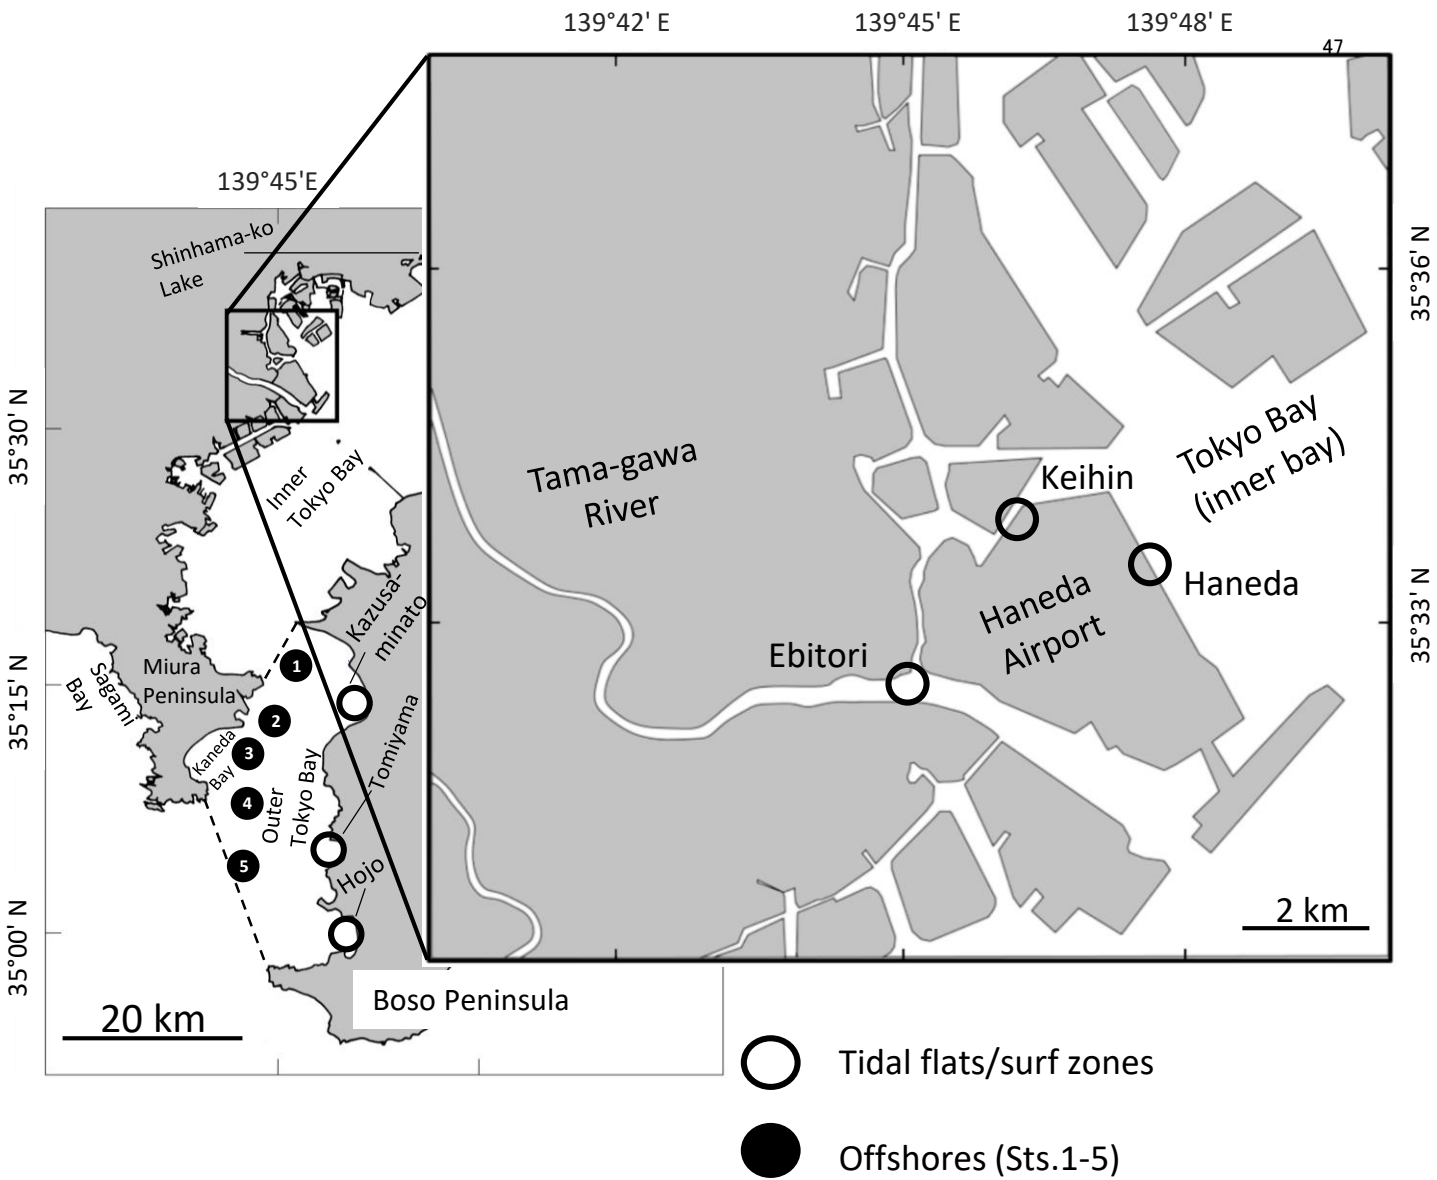 139°42' E
139°45' E
139°48' E
47
139°45'E
Shinhama-ko
Lake
35°36' N
35°33' N
35°30' N
35°15' N
35°00' N
Inner
Tokyo Bay
Tama-gawa
River
Tokyo Bay
(inner bay)
Keihin
Haneda
Haneda
Airport
Ebitori
Kazusa-
minato
Miura
Peninsula
Sagami
Bay
1
2
3
4
5
Kaneda
Bay
Outer
Tokyo Bay
Tomiyama
Hojo
2 km
Boso Peninsula
20 km
Tidal flats/surf zones
Offshores (Sts.1-5)